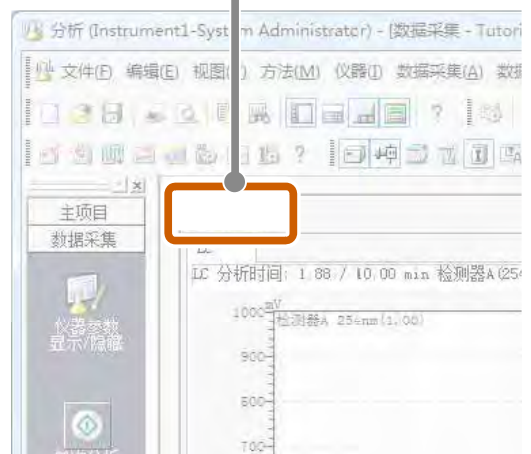 分析 (Instrument1-System Administrator) - [数据采集 - Tutori
文件(F) 编辑(E) 视图( ) 方法(M) 仪器(I) 数据采集(A) 数据
主项目
数据采集
LC
LC 分析时间: 1.88 / 10.00 min 检测器A(254
mV
1000
检测器A 254nm(1.00)
900
800
700
仪器参数
显示/隐藏